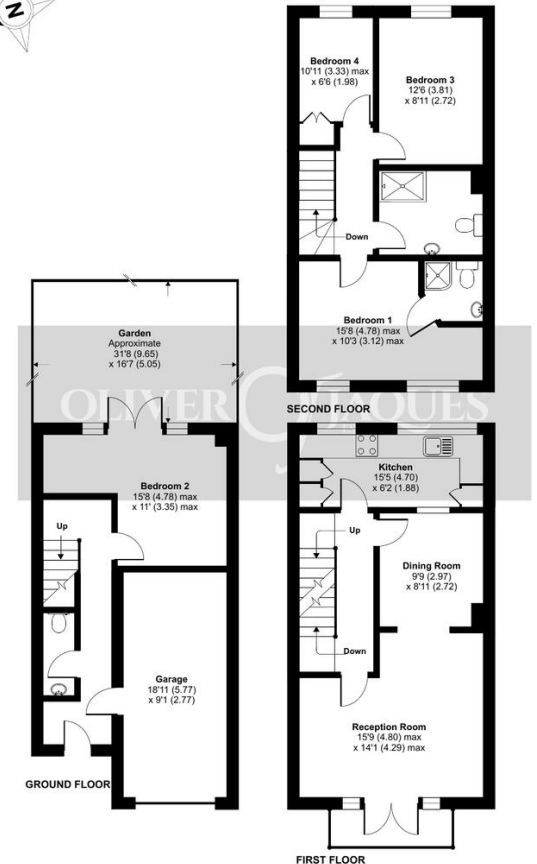 N
Bedroom 4
10'11 (3.33) max
x 6'6 (1.98)
Bedroom 3
12'6 (3.81)
x 8'11 (2.72)
Down
Bedroom 1
15'8 (4.78) max
x 10'3 (3.12) max
SECOND FLOOR
Garden
Approximate
31'8 (9.65)
x 16'7 (5.05)
OLIVER JAQUES
Bedroom 2
15'8 (4.78) max
x 11' (3.35) max
Up
Garage
18'11 (5.77)
x 9'1 (2.77)
GROUND FLOOR
Kitchen
15'5 (4.70)
x 6'2 (1.88)
Up
Dining Room
9'9 (2.97)
x 8'11 (2.72)
Down
Reception Room
15'9 (4.80) max
x 14'1 (4.29) max
FIRST FLOOR